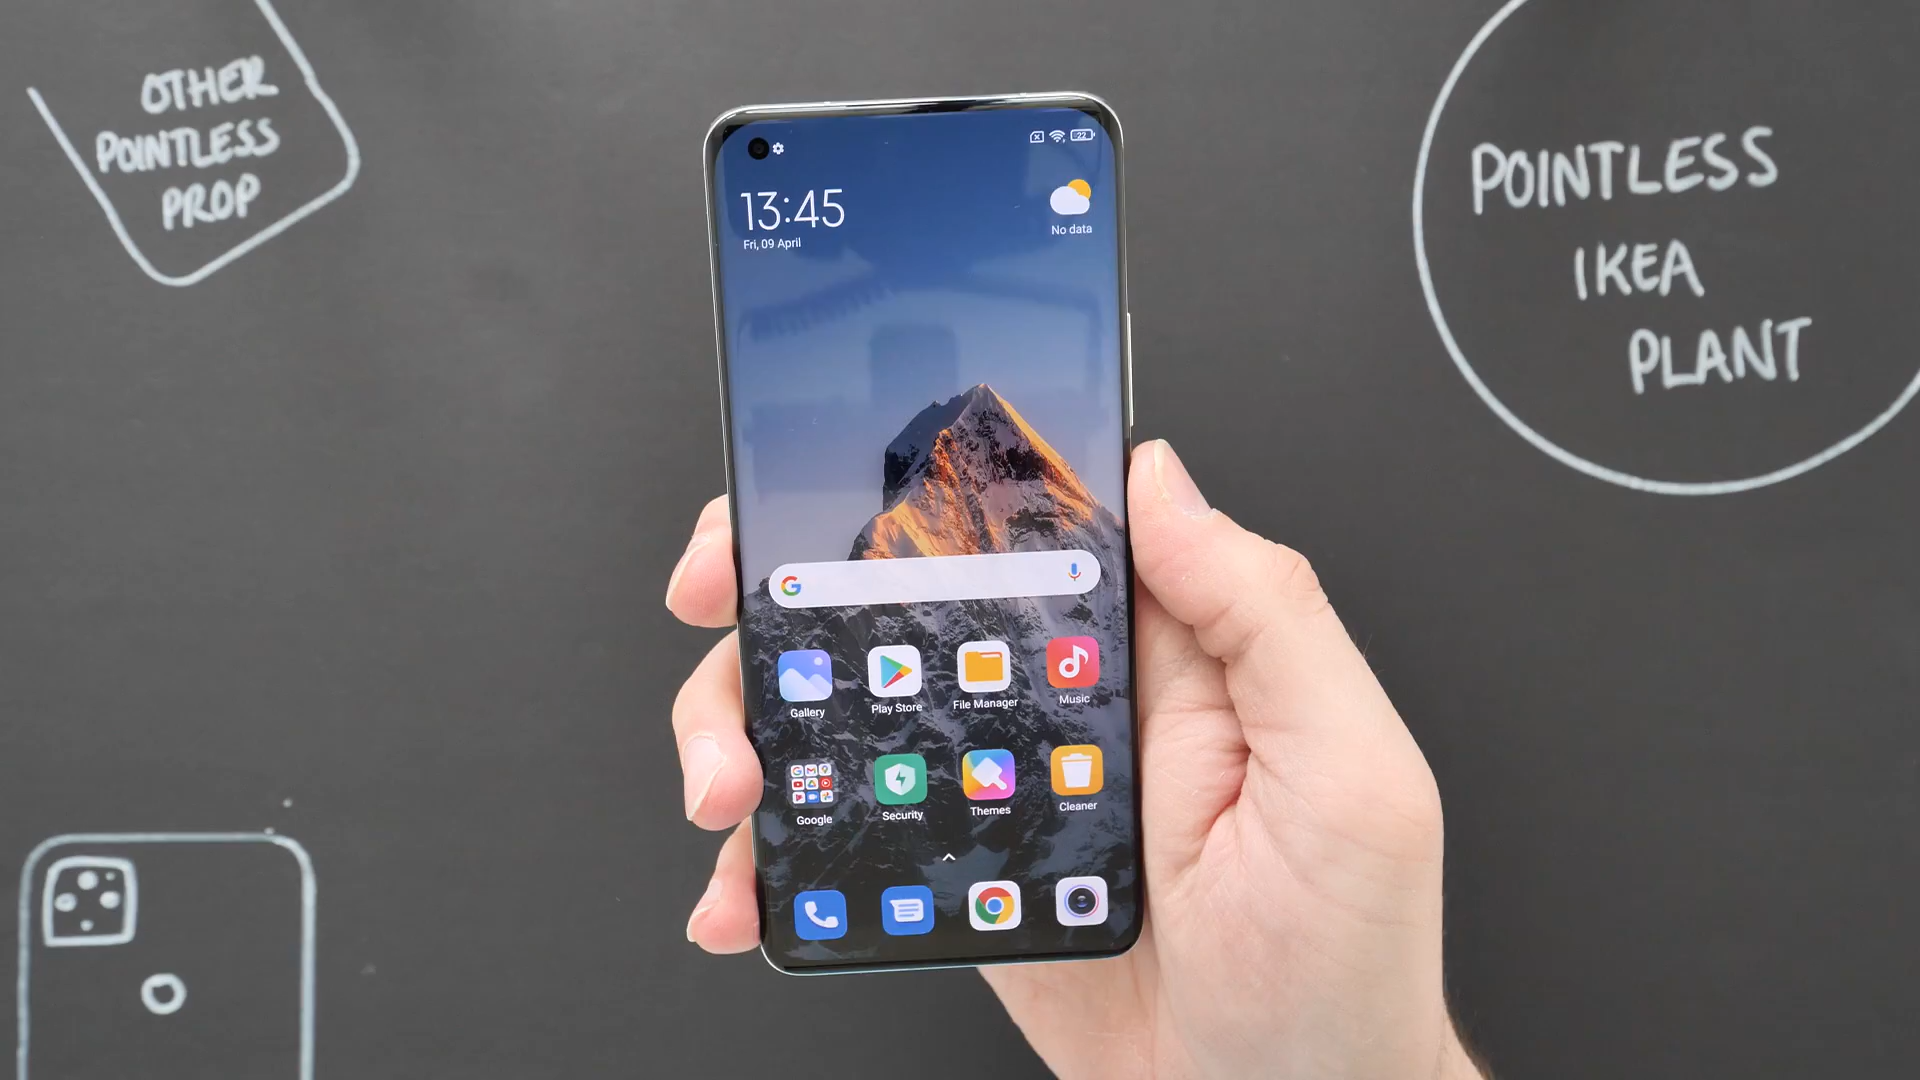 OTHER
POINTLESS
PROP
POINTLESS
IKEA
PLANT
22
13:45
Fri, 09 April
No data
Gallery
Play Store
File Manager
Music
Google
Security
Themes
Cleaner